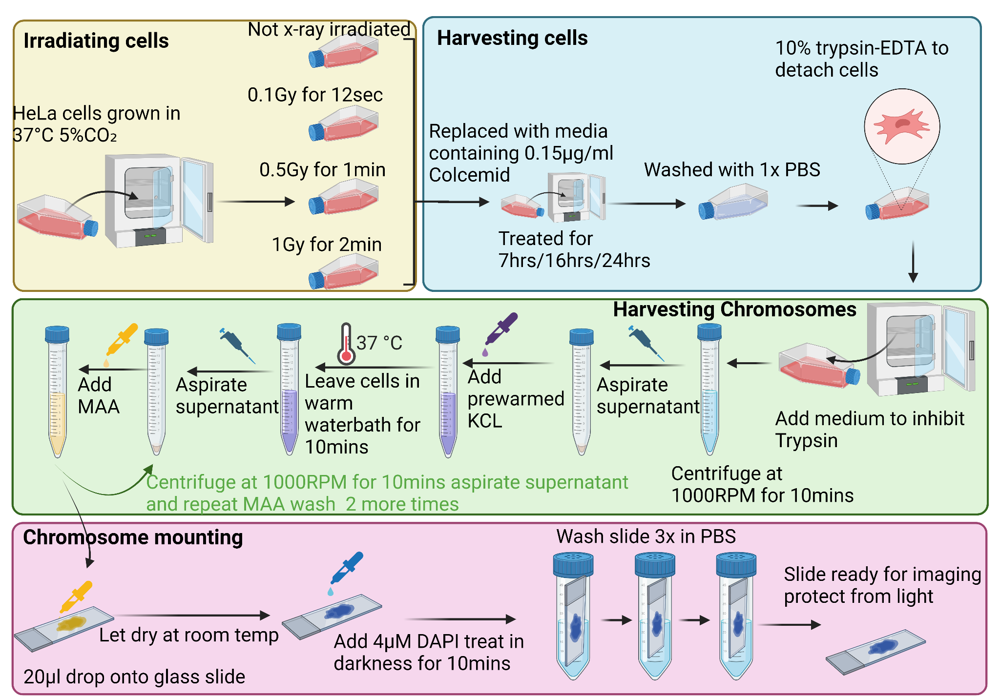 Irradiating cells
Not x-ray irradiated
0.1Gy for 12sec
HeLa cells grown in
37°C 5%CO₂
0.5Gy for 1min
1Gy for 2min
Harvesting cells
10% trypsin-EDTA to
detach cells
Replaced with media
containing 0.15µg/ml
Colcemid
Washed with 1x PBS
Treated for
7hrs/16hrs/24hrs
Harvesting Chromosomes
Add medium to inhibit
Trypsin
Centrifuge at
1000RPM for 10mins
Aspirate
supernatant
Add
prewarmed
KCL
37 °C
Leave cells in
warm
waterbath for
10mins
Aspirate
supernatant
Add
MAA
Centrifuge at 1000RPM for 10mins aspirate supernatant
and repeat MAA wash  2 more times
Chromosome mounting
20µl drop onto glass slide
Let dry at room temp
Add 4µM DAPI treat in
darkness for 10mins
Wash slide 3x in PBS
Slide ready for imaging
protect from light